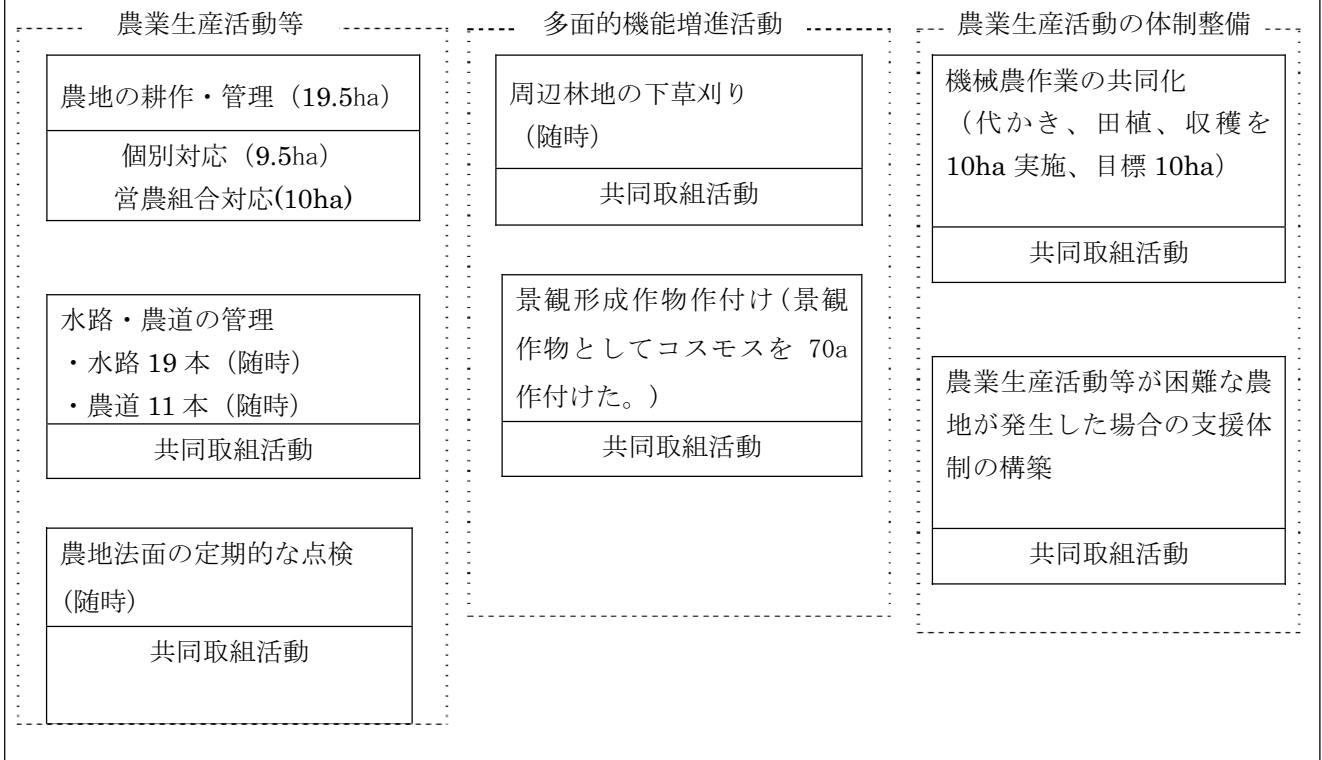 農業生産活動等
農地の耕作・管理（19.5ha）
個別対応（9.5ha）
営農組合対応(10ha)
水路・農道の管理
・水路 19 本（随時）
・農道 11 本（随時）
共同取組活動
農地法面の定期的な点検
（随時）
共同取組活動
多面的機能増進活動
周辺林地の下草刈り
（随時）
共同取組活動
景観形成作物作付け（景観
作物としてコスモスを 70a
作付けた。）
共同取組活動
農業生産活動の体制整備
機械農作業の共同化
（代かき、田植、収穫を
10ha 実施、目標 10ha）
共同取組活動
農業生産活動等が困難な農
地が発生した場合の支援体
制の構築
共同取組活動